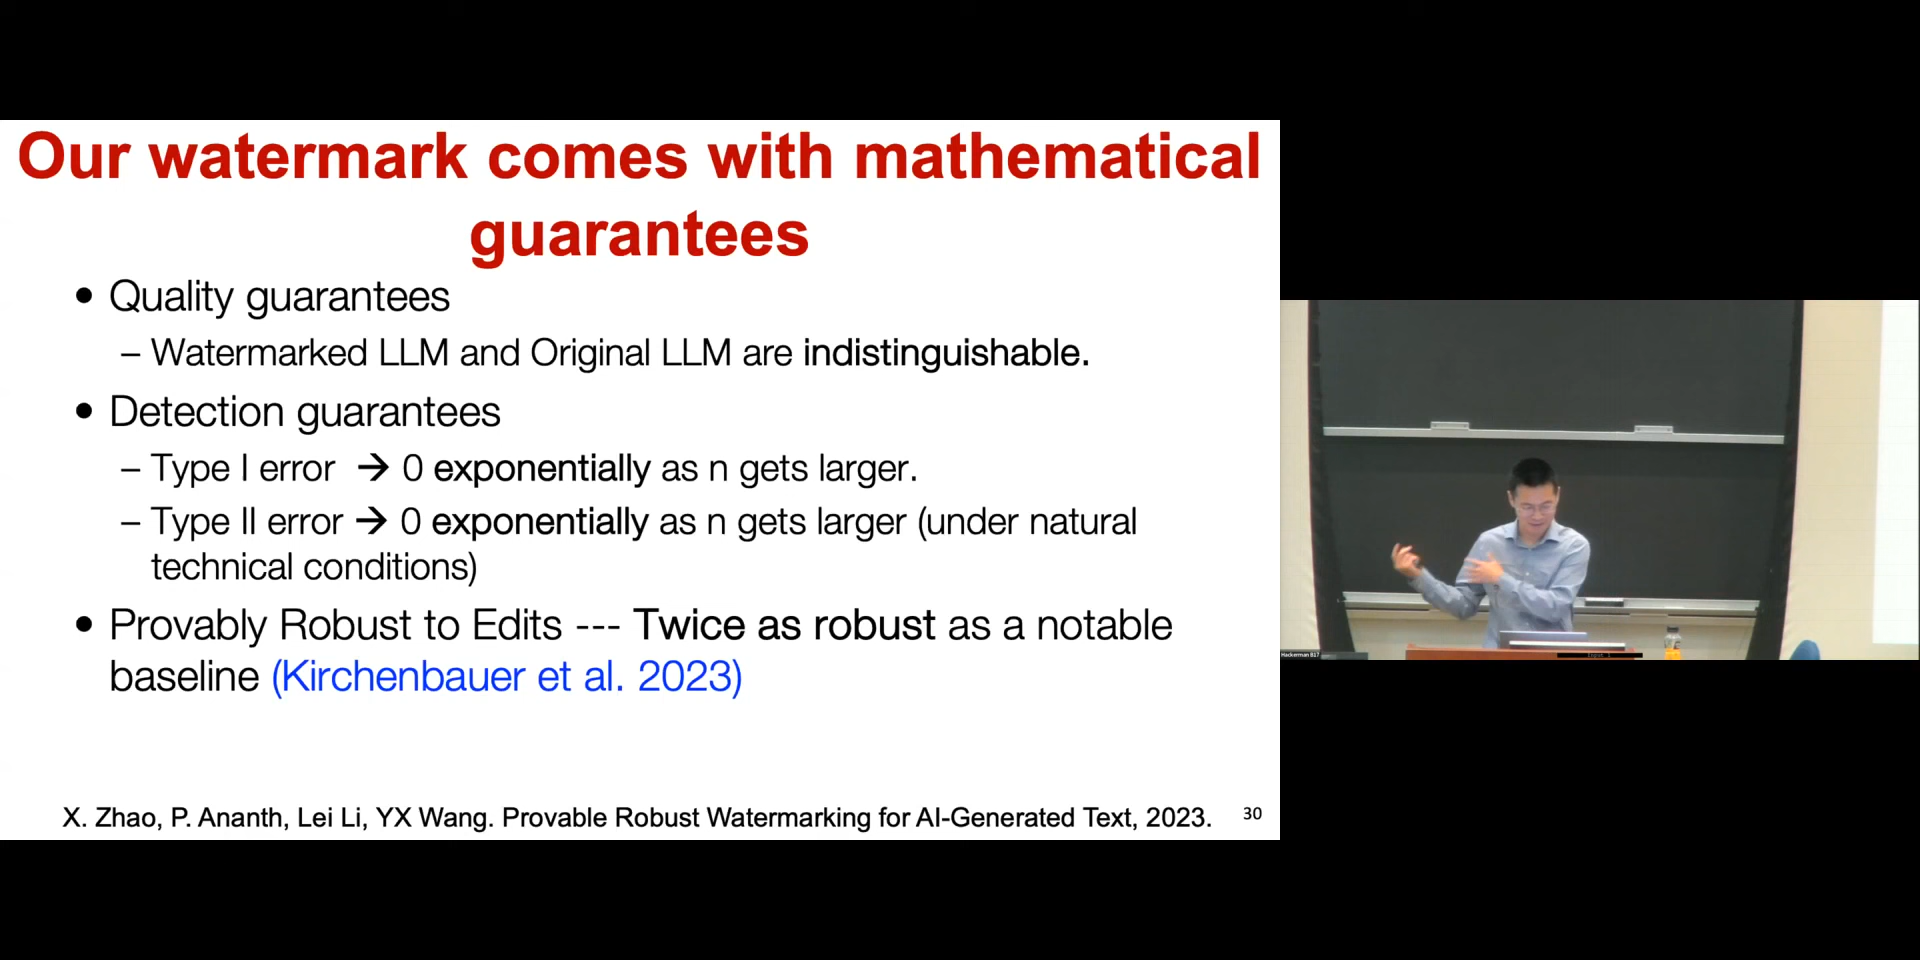 Our watermark comes with mathematical
guarantees
• Quality guarantees
– Watermarked LLM and Original LLM are indistinguishable.
• Detection guarantees
– Type I error → 0 exponentially as n gets larger.
– Type II error → 0 exponentially as n gets larger (under natural
technical conditions)
• Provably Robust to Edits --- Twice as robust as a notable
baseline (Kirchenbauer et al. 2023)
X. Zhao, P. Ananth, Lei Li, YX Wang. Provable Robust Watermarking for AI-Generated Text, 2023.
30
Hackerman B17